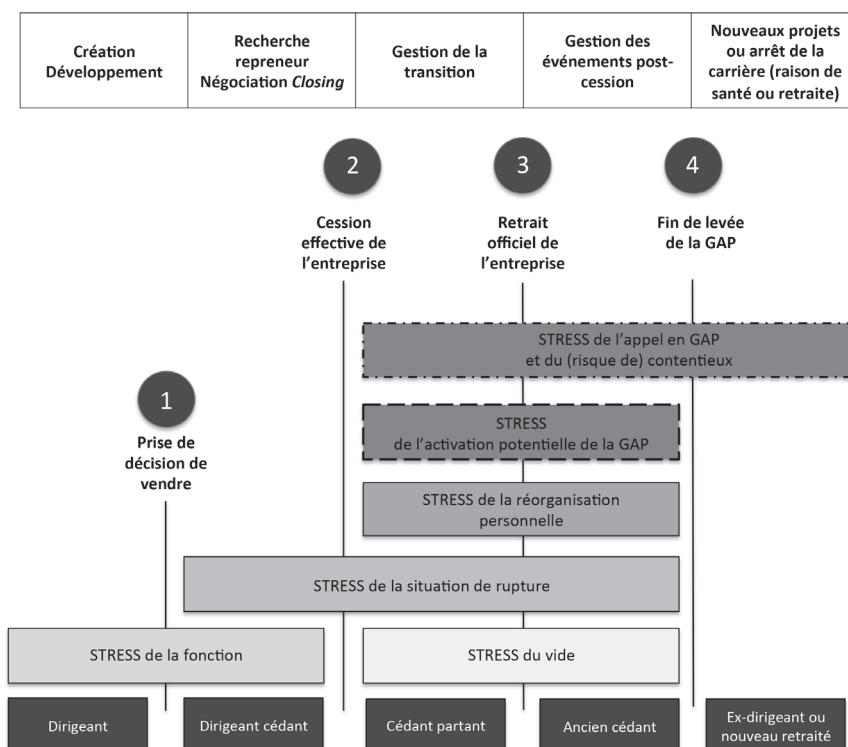 Création
Développement
Recherche
repreneur
Négociation Closing
Gestion de la
transition
Gestion des
événements post-
cession
Nouveaux projets
ou arrêt de la
carrière (raison de
santé ou retraite)
2
3
4
Cession
effective de
l’entreprise
Retrait
officiel de
l’entreprise
Fin de levée
de la GAP
STRESS de l’appel en GAP
et du (risque de) contentieux
1
Prise de
décision de
vendre
STRESS
de l’activation potentielle de la GAP
STRESS de la réorganisation
personnelle
STRESS de la situation de rupture
STRESS de la fonction
STRESS du vide
Dirigeant
Dirigeant cédant
Cédant partant
Ancien cédant
Ex-dirigeant ou
nouveau retraité